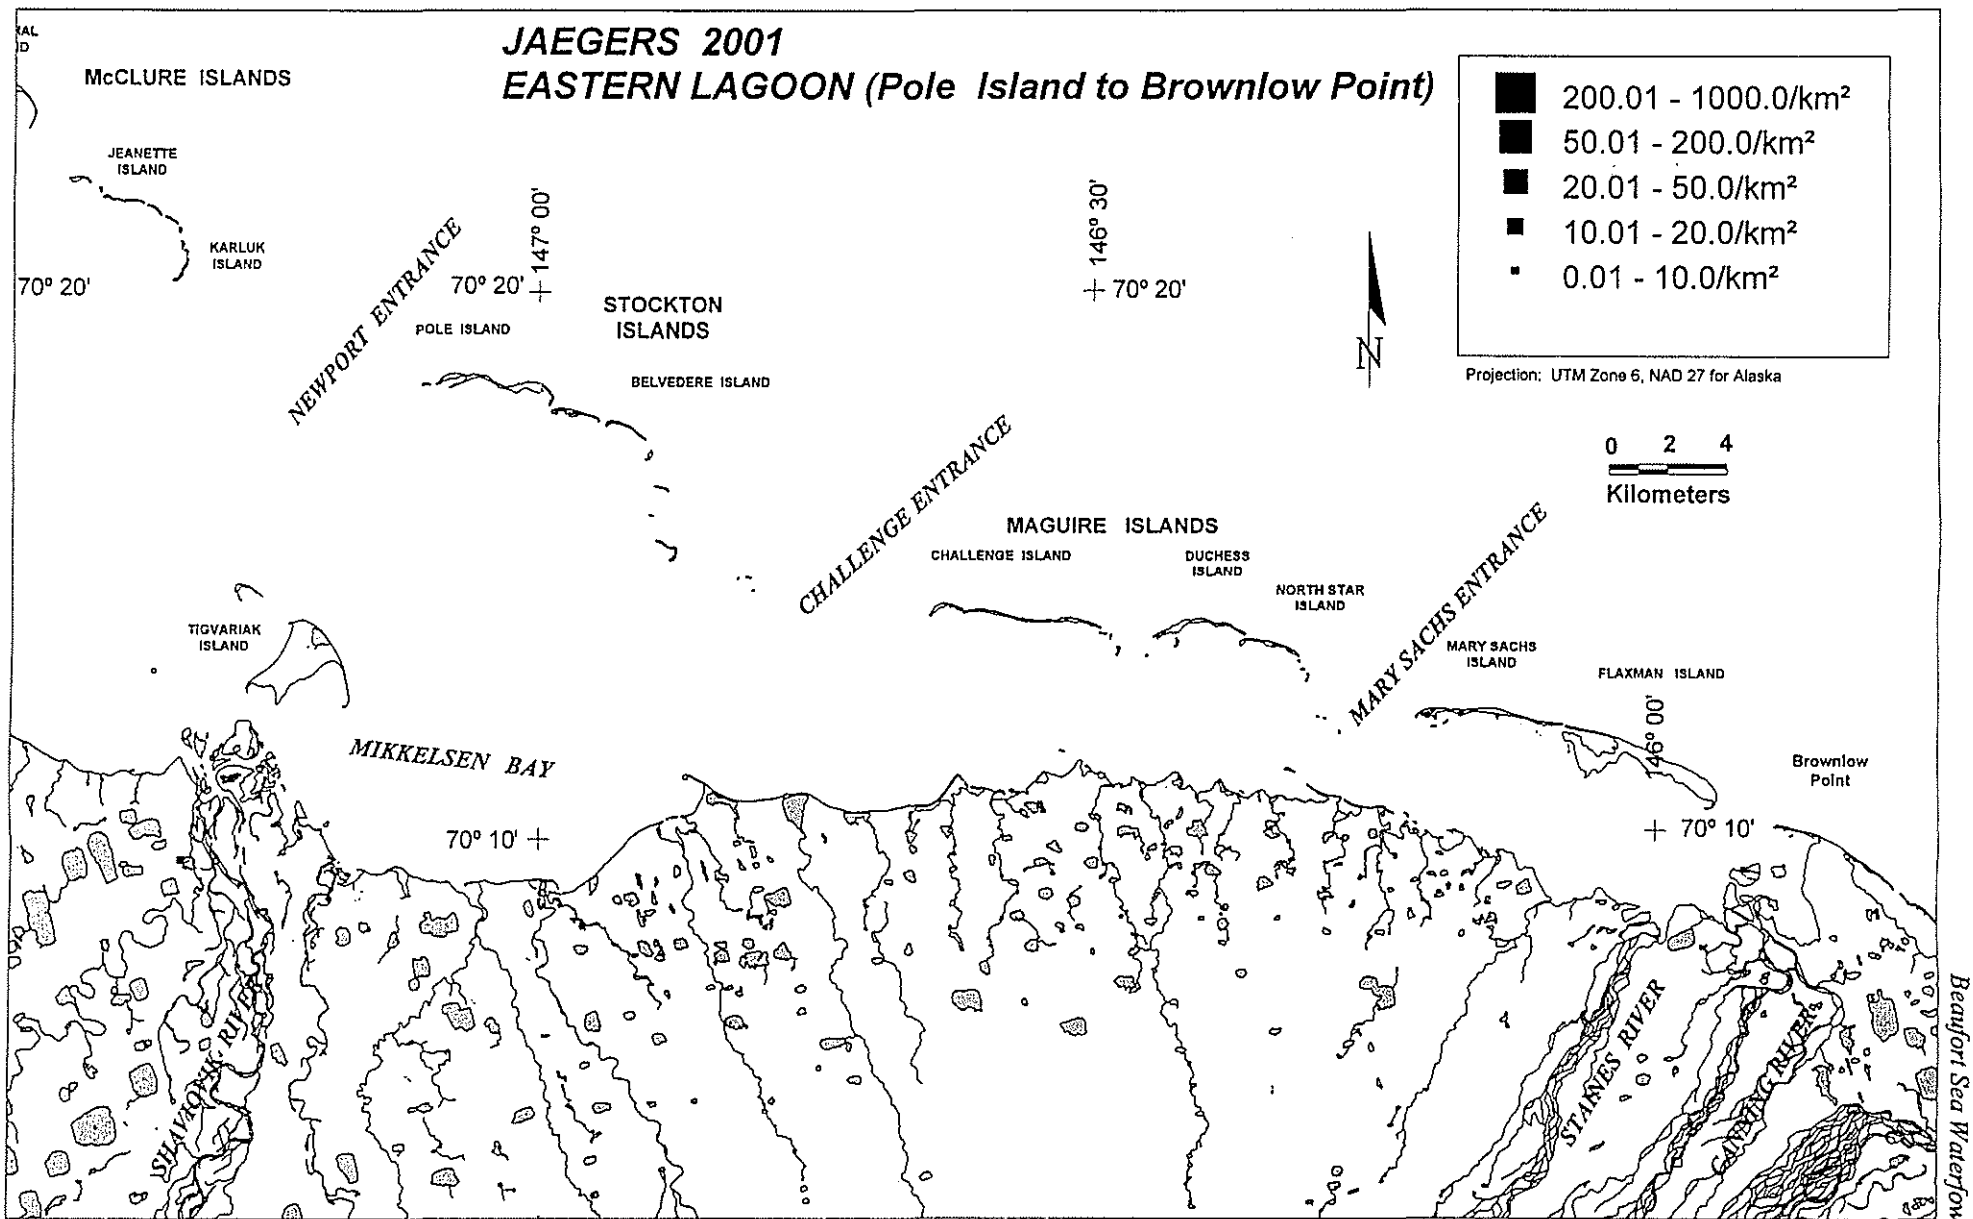 JAEGERS 2001
EASTERN LAGOON (Pole Island to Brownlow Point)
200.01 - 1000.0/km²
50.01 - 200.0/km²
20.01 - 50.0/km²
10.01 - 20.0/km²
0.01 - 10.0/km²
Projection: UTM Zone 6, NAD 27 for Alaska
0 2 4
Kilometers
N
McCLURE ISLANDS
JEANETTE
ISLAND
KARLUK
ISLAND
70° 20'
NEWPORT ENTRANCE
147° 00'
70° 20'
146° 30'
70° 20'
STOCKTON
ISLANDS
POLE ISLAND
BELVEDERE ISLAND
CHALLENGE ENTRANCE
MAGUIRE ISLANDS
CHALLENGE ISLAND
DUCHESS
ISLAND
NORTH STAR
ISLAND
MARY SACHS ENTRANCE
MARY SACHS
ISLAND
FLAXMAN ISLAND
46° 00'
TIGVARIAK
ISLAND
MIKKELSEN BAY
Brownlow
Point
70° 10'
70° 10'
SHAVIOVIK RIVER
STAINES RIVER
CANNING RIVER
Beaufort Sea Waterfow